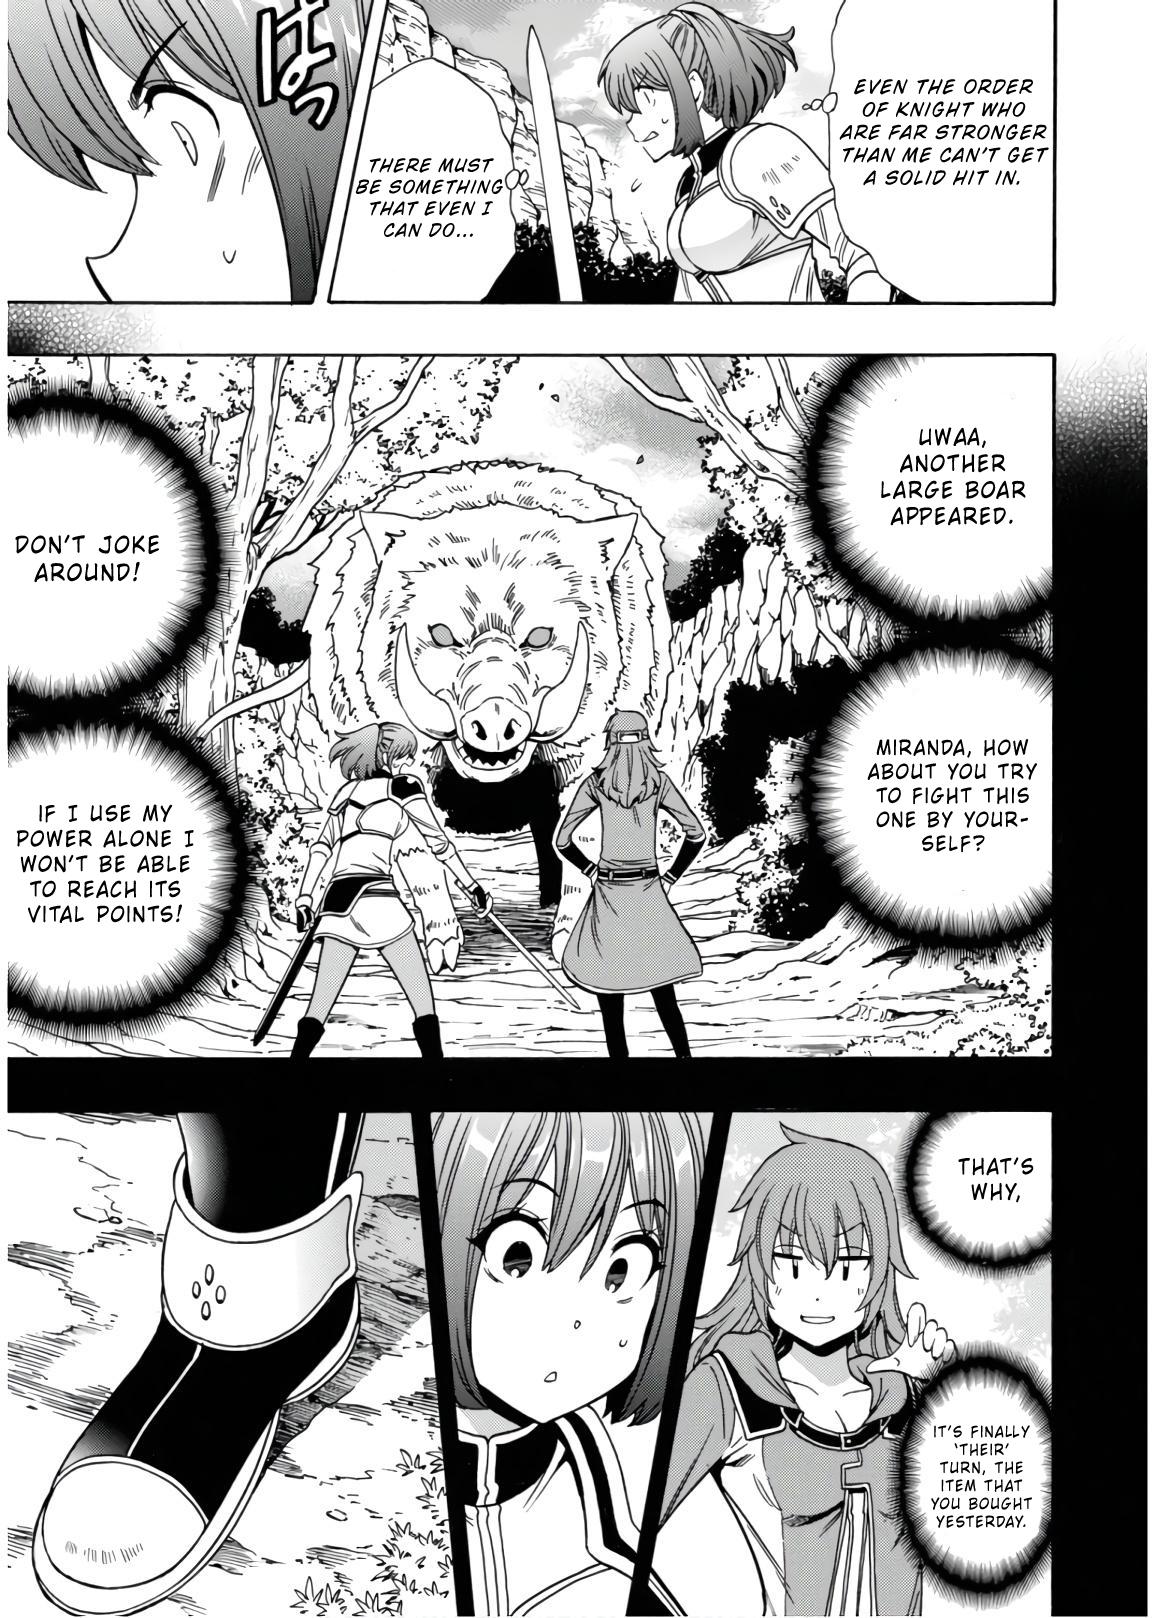 EVEN THE ORDER
OF KNIGHT WHO
ARE FAR STRONGER
THAN ME CAN'T GET
A SOLID HIT IN.
THERE MUST
BE SOMETHING
THAT EVEN I
CAN DO...
はっ
UWAA,
ANOTHER
LARGE BOAR
APPEARED.
MIRANDA, HOW
ABOUT YOU TRY
TO FIGHT THIS
ONE BY YOUR-
SELF?
DON'T JOKE
AROUND!
IF I USE MY
POWER ALONE I
WON'T BE ABLE
TO REACH ITS
VITAL POINTS!
THAT'S
WHY,
IT'S FINALLY
'THEIR'
TURN, THE
ITEM THAT
YOU BOUGHT
YESTERDAY.